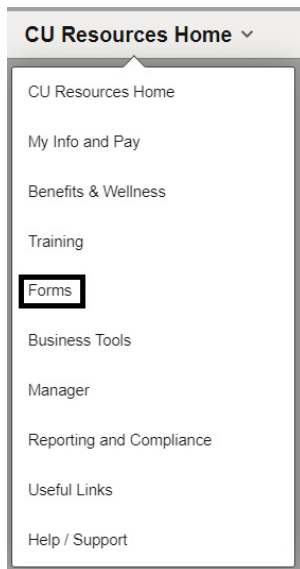 CU Resources Home
CU Resources Home
My Info and Pay
Benefits & Wellness
Training
Forms
Business Tools
Manager
Reporting and Compliance
Useful Links
Help / Support